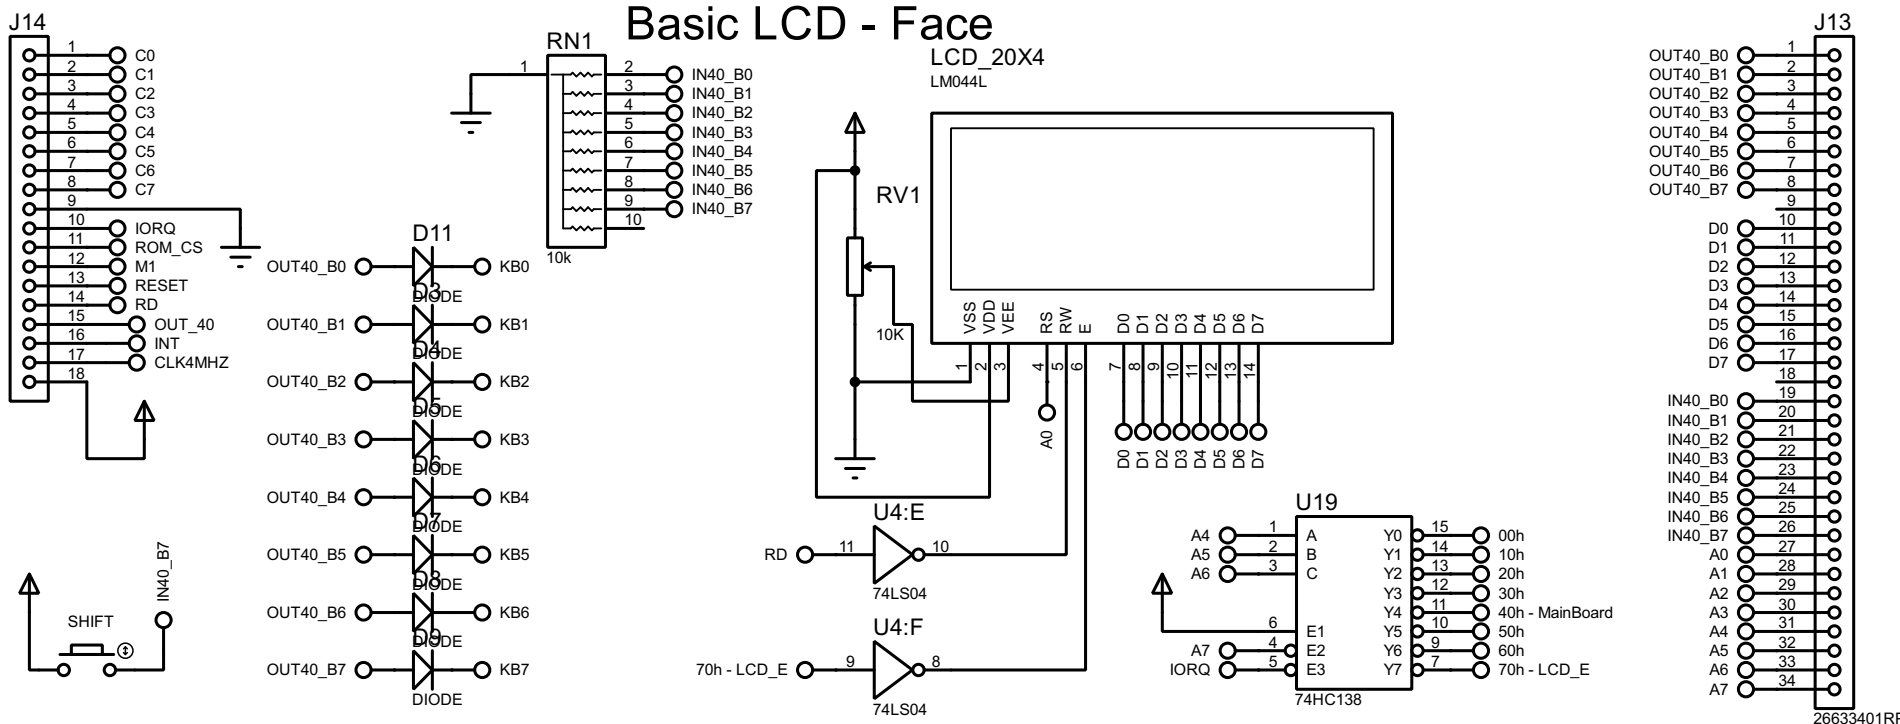 Basic LCD - Face
J14
1 C0
2 C1
3 C2
4 C3
5 C4
6 C5
7 C6
8 C7
9
10 IORQ
11 ROM_CS
12 M1
13 RESET
14 RD
15 OUT_40
16 INT
17 CLK4MHZ
18
RN1
1
2 IN40_B0
3 IN40_B1
4 IN40_B2
5 IN40_B3
6 IN40_B4
7 IN40_B5
8 IN40_B6
9 IN40_B7
10
10k
D11
OUT40_B0 KB0
DIODE
D3
OUT40_B1 KB1
DIODE
D4
OUT40_B2 KB2
DIODE
D5
OUT40_B3 KB3
DIODE
D6
OUT40_B4 KB4
DIODE
D7
OUT40_B5 KB5
DIODE
D8
OUT40_B6 KB6
DIODE
D9
OUT40_B7 KB7
DIODE
SHIFT
IN40_B7
LCD_20X4
LM044L
RV1
10K
VSS VDD VEE RS RW E D0 D1 D2 D3 D4 D5 D6 D7
1 2 3 4 5 6 7 8 9 10 11 12 13 14
A0
D0 D1 D2 D3 D4 D5 D6 D7
U4:E
RD 11 10
74LS04
U4:F
70h - LCD_E 9 8
74LS04
U19
A4 1 A Y0 15 00h
A5 2 B Y1 14 10h
A6 3 C Y2 13 20h
Y3 12 30h
Y4 11 40h - MainBoard
6 E1 Y5 10 50h
A7 4 E2 Y6 9 60h
IORQ 5 E3 Y7 7 70h - LCD_E
74HC138
J13
OUT40_B0 1
OUT40_B1 2
OUT40_B2 3
OUT40_B3 4
OUT40_B4 5
OUT40_B5 6
OUT40_B6 7
OUT40_B7 8
9
D0 10
D1 11
D2 12
D3 13
D4 14
D5 15
D6 16
D7 17
18
IN40_B0 19
IN40_B1 20
IN40_B2 21
IN40_B3 22
IN40_B4 23
IN40_B5 24
IN40_B6 25
IN40_B7 26
A0 27
A1 28
A2 29
A3 30
A4 31
A5 32
A6 33
A7 34